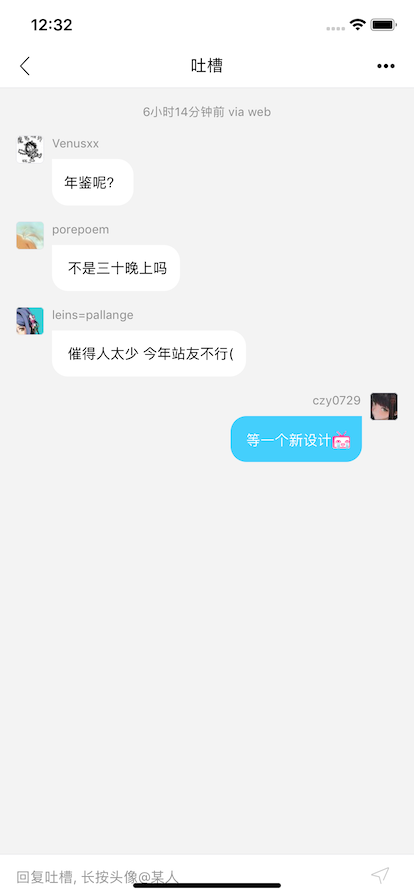 12:32
吐槽
6小时14分钟前 via web
Venusxx
年鉴呢？
porepoem
不是三十晚上吗
leins=pallange
催得人太少 今年站友不行(
czy0729
等一个新设计
回复吐槽, 长按头像@某人